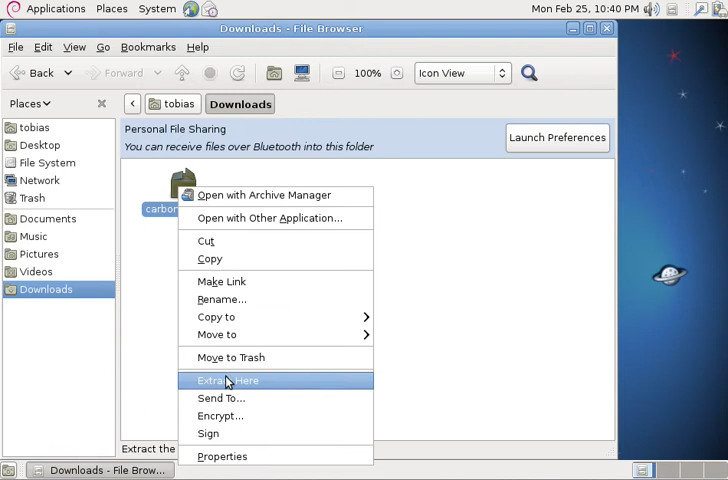 Applications Places System Mon Feb 25, 10:40 PM
Downloads - File Browser
File Edit View Go Bookmarks Help
Back Forward 100% Icon View
Places tobias Downloads
tobias
Desktop
File System
Network
Trash
Documents
Music
Pictures
Videos
Downloads
Personal File Sharing
You can receive files over Bluetooth into this folder
Launch Preferences
carbon
Open with Archive Manager
Open with Other Application...
Cut
Copy
Make Link
Rename...
Copy to
Move to
Move to Trash
Extract Here
Send To...
Encrypt...
Sign
Properties
Extract the
Downloads - File Brow...